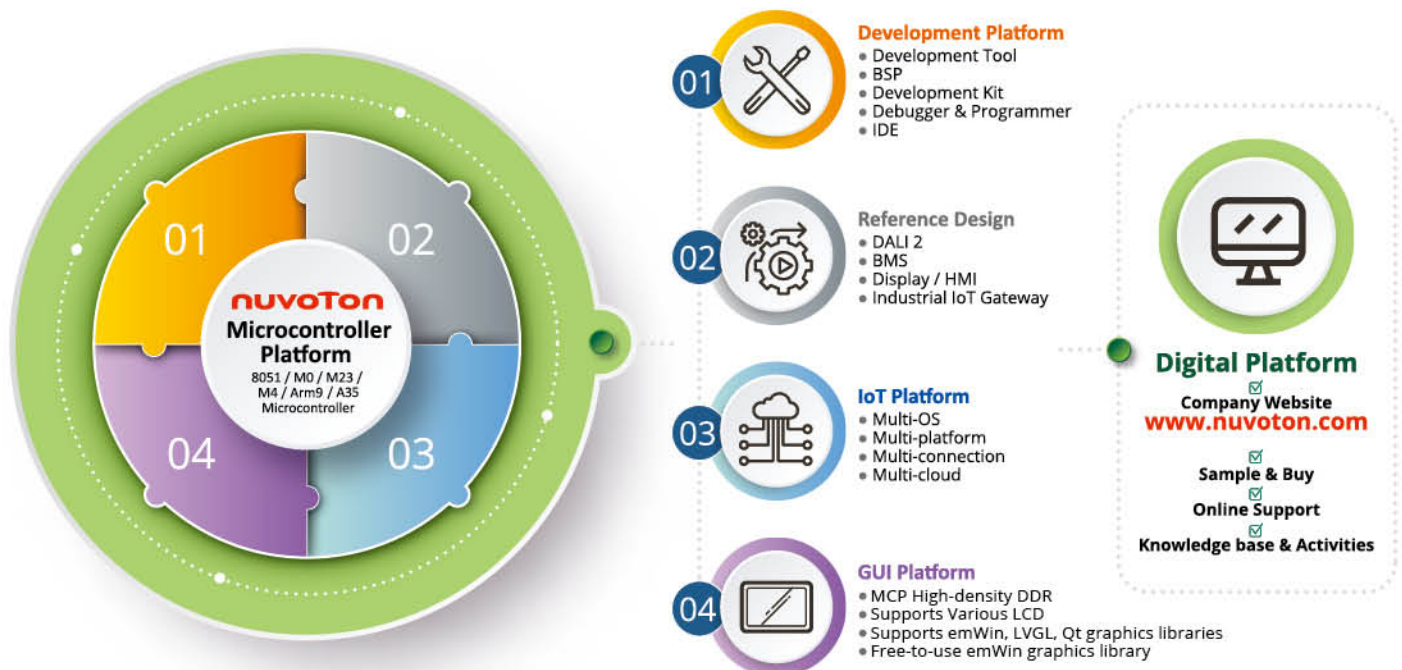 01
02
nuvoTon
Microcontroller
Platform
8051 / M0 / M23 /
M4 / Arm9 / A35
Microcontroller
04
03
01
Development Platform
• Development Tool
• BSP
• Development Kit
• Debugger & Programmer
• IDE
02
Reference Design
• DALI 2
• BMS
• Display / HMI
• Industrial IoT Gateway
03
IoT Platform
• Multi-OS
• Multi-platform
• Multi-connection
• Multi-cloud
04
GUI Platform
• MCP High-density DDR
• Supports Various LCD
• Supports emWin, LVGL, Qt graphics libraries
• Free-to-use emWin graphics library
Digital Platform
Company Website
www.nuvoton.com
Sample & Buy
Online Support
Knowledge base & Activities